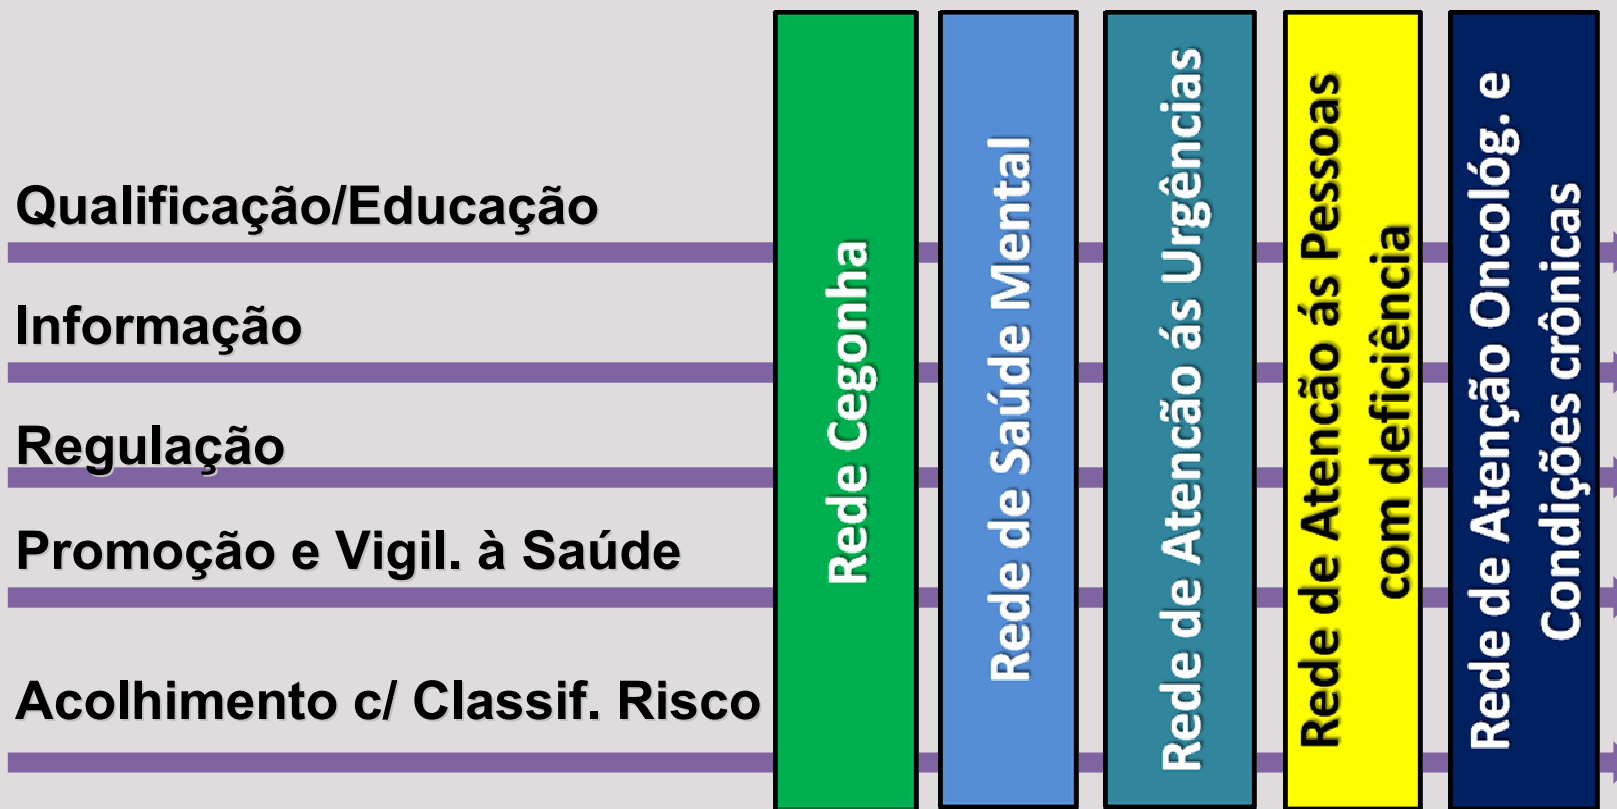 Qualificação/Educação
Informação
Regulação
Promoção e Vigil. à Saúde
Acolhimento c/ Classif. Risco
Rede Cegonha
Rede de Saúde Mental
Rede de Atencão ás Urgências
Rede de Atencão ás Pessoas
com deficiência
Rede de Atenção Oncológ. e
Condições crônicas